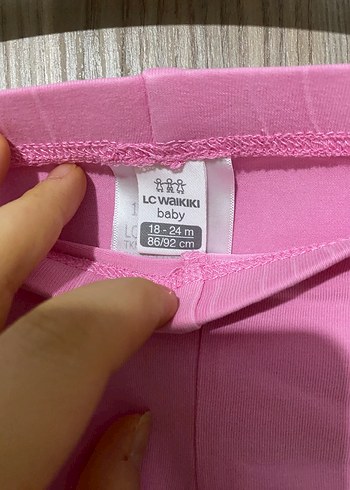 LC WAIKIKI
baby
18 - 24 m
86/92 cm